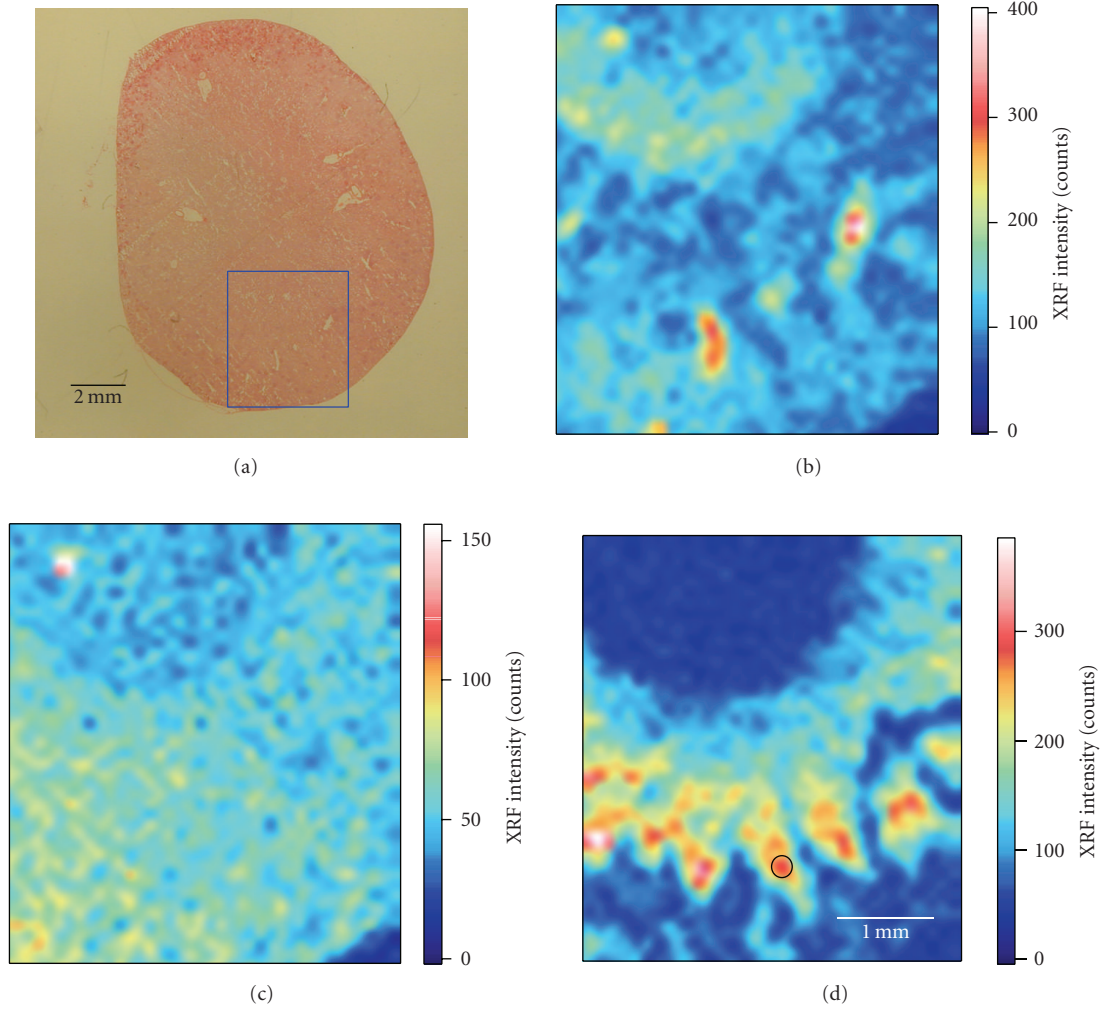 2 mm
(a)
400
300
200
100
0
XRF intensity (counts)
(b)
150
100
50
0
XRF intensity (counts)
(c)
300
200
100
0
XRF intensity (counts)
1 mm
(d)